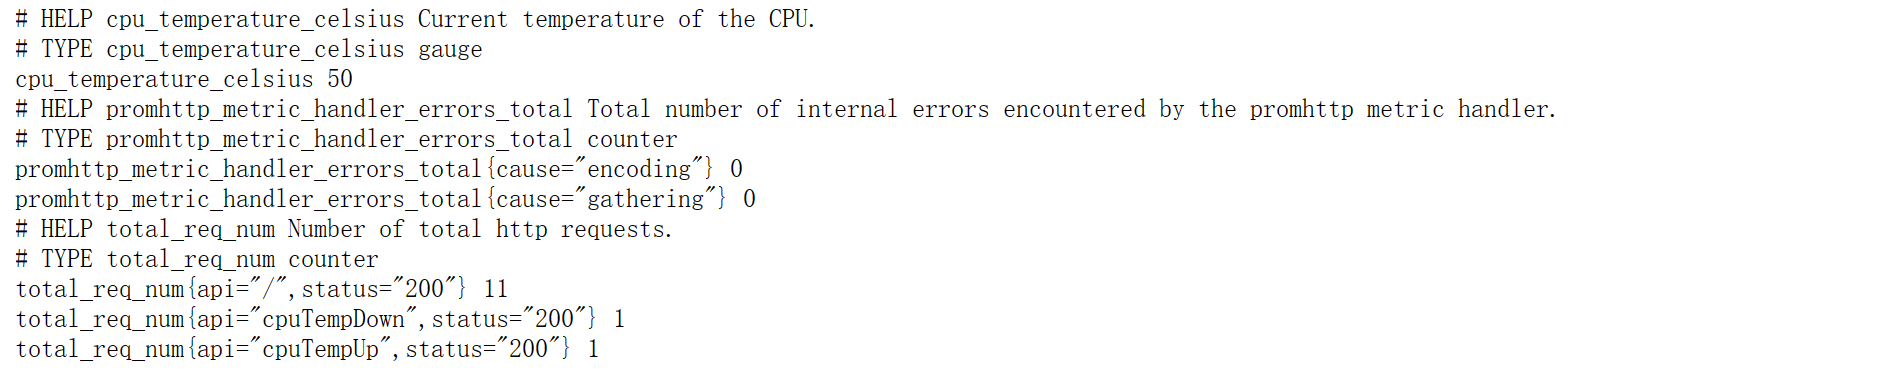 # HELP cpu_temperature_celsius Current temperature of the CPU.
# TYPE cpu_temperature_celsius gauge
cpu_temperature_celsius 50
# HELP promhttp_metric_handler_errors_total Total number of internal errors encountered by the promhttp metric handler.
# TYPE promhttp_metric_handler_errors_total counter
promhttp_metric_handler_errors_total{cause="encoding"} 0
promhttp_metric_handler_errors_total{cause="gathering"} 0
# HELP total_req_num Number of total http requests.
# TYPE total_req_num counter
total_req_num{api="/",status="200"} 11
total_req_num{api="cpuTempDown",status="200"} 1
total_req_num{api="cpuTempUp",status="200"} 1